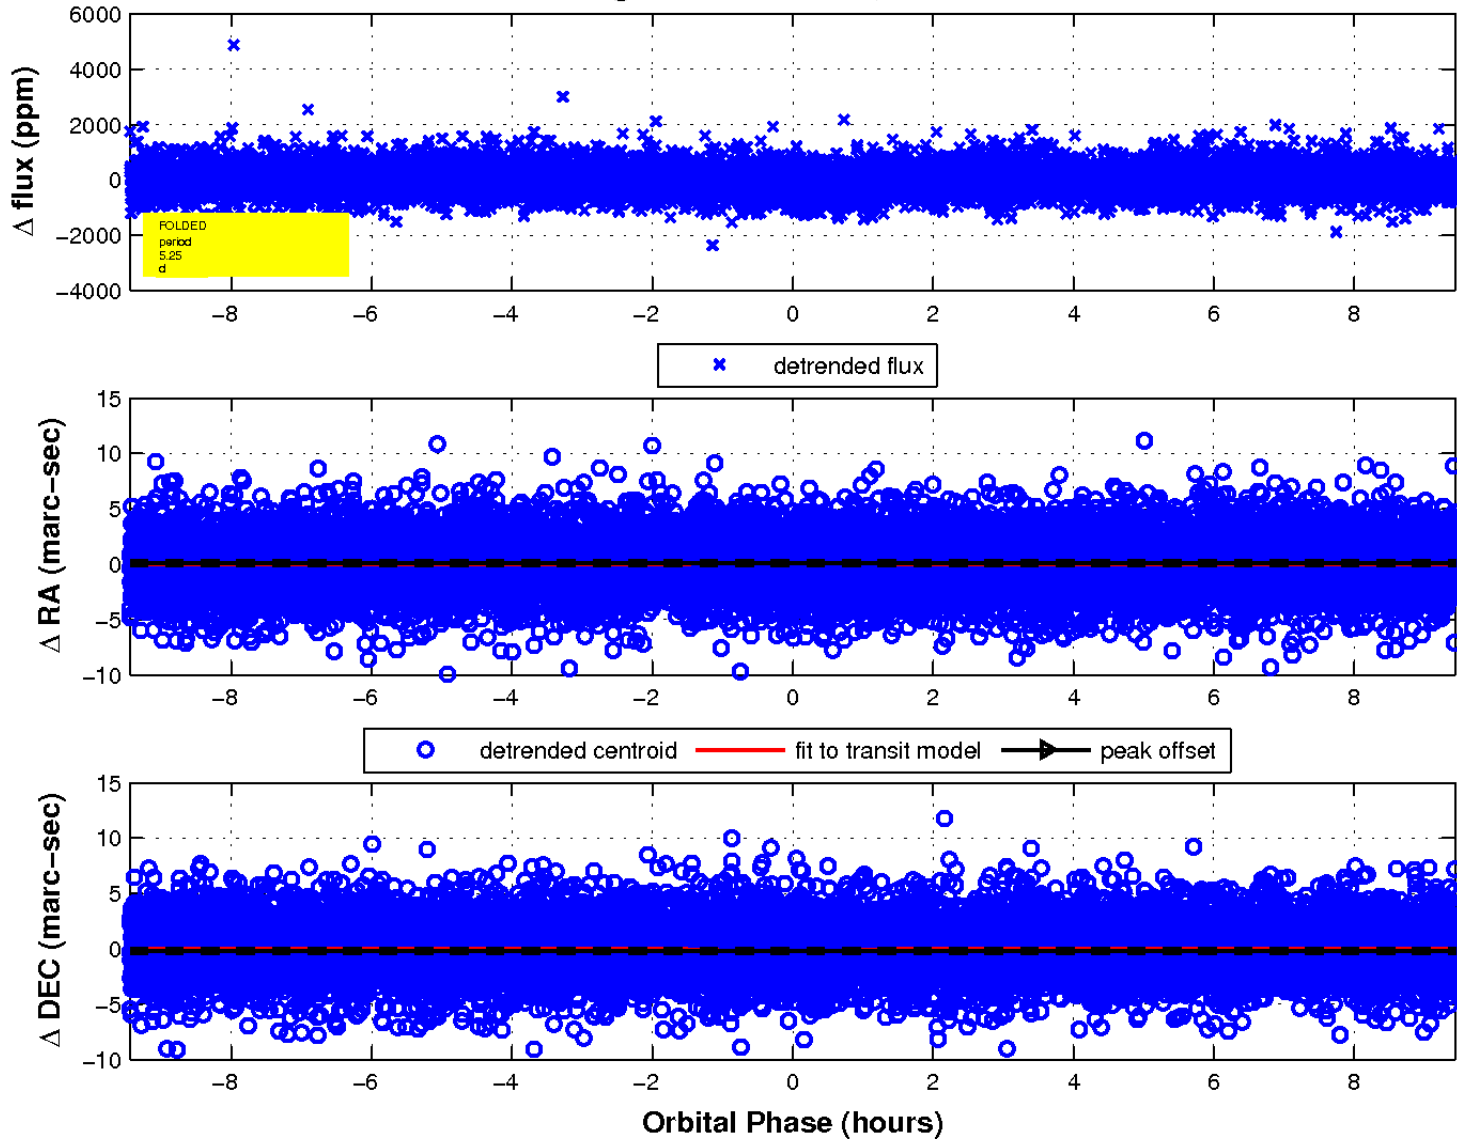 6000
4000
2000
0
−2000
−4000
Δ flux (ppm)
FOLDED
period
5.25
d
−8 −6 −4 −2 0 2 4 6 8
detrended flux
15
10
5
0
−5
−10
Δ RA (marc−sec)
−8 −6 −4 −2 0 2 4 6 8
detrended centroid fit to transit model peak offset
15
10
5
0
−5
−10
Δ DEC (marc−sec)
−8 −6 −4 −2 0 2 4 6 8
Orbital Phase (hours)